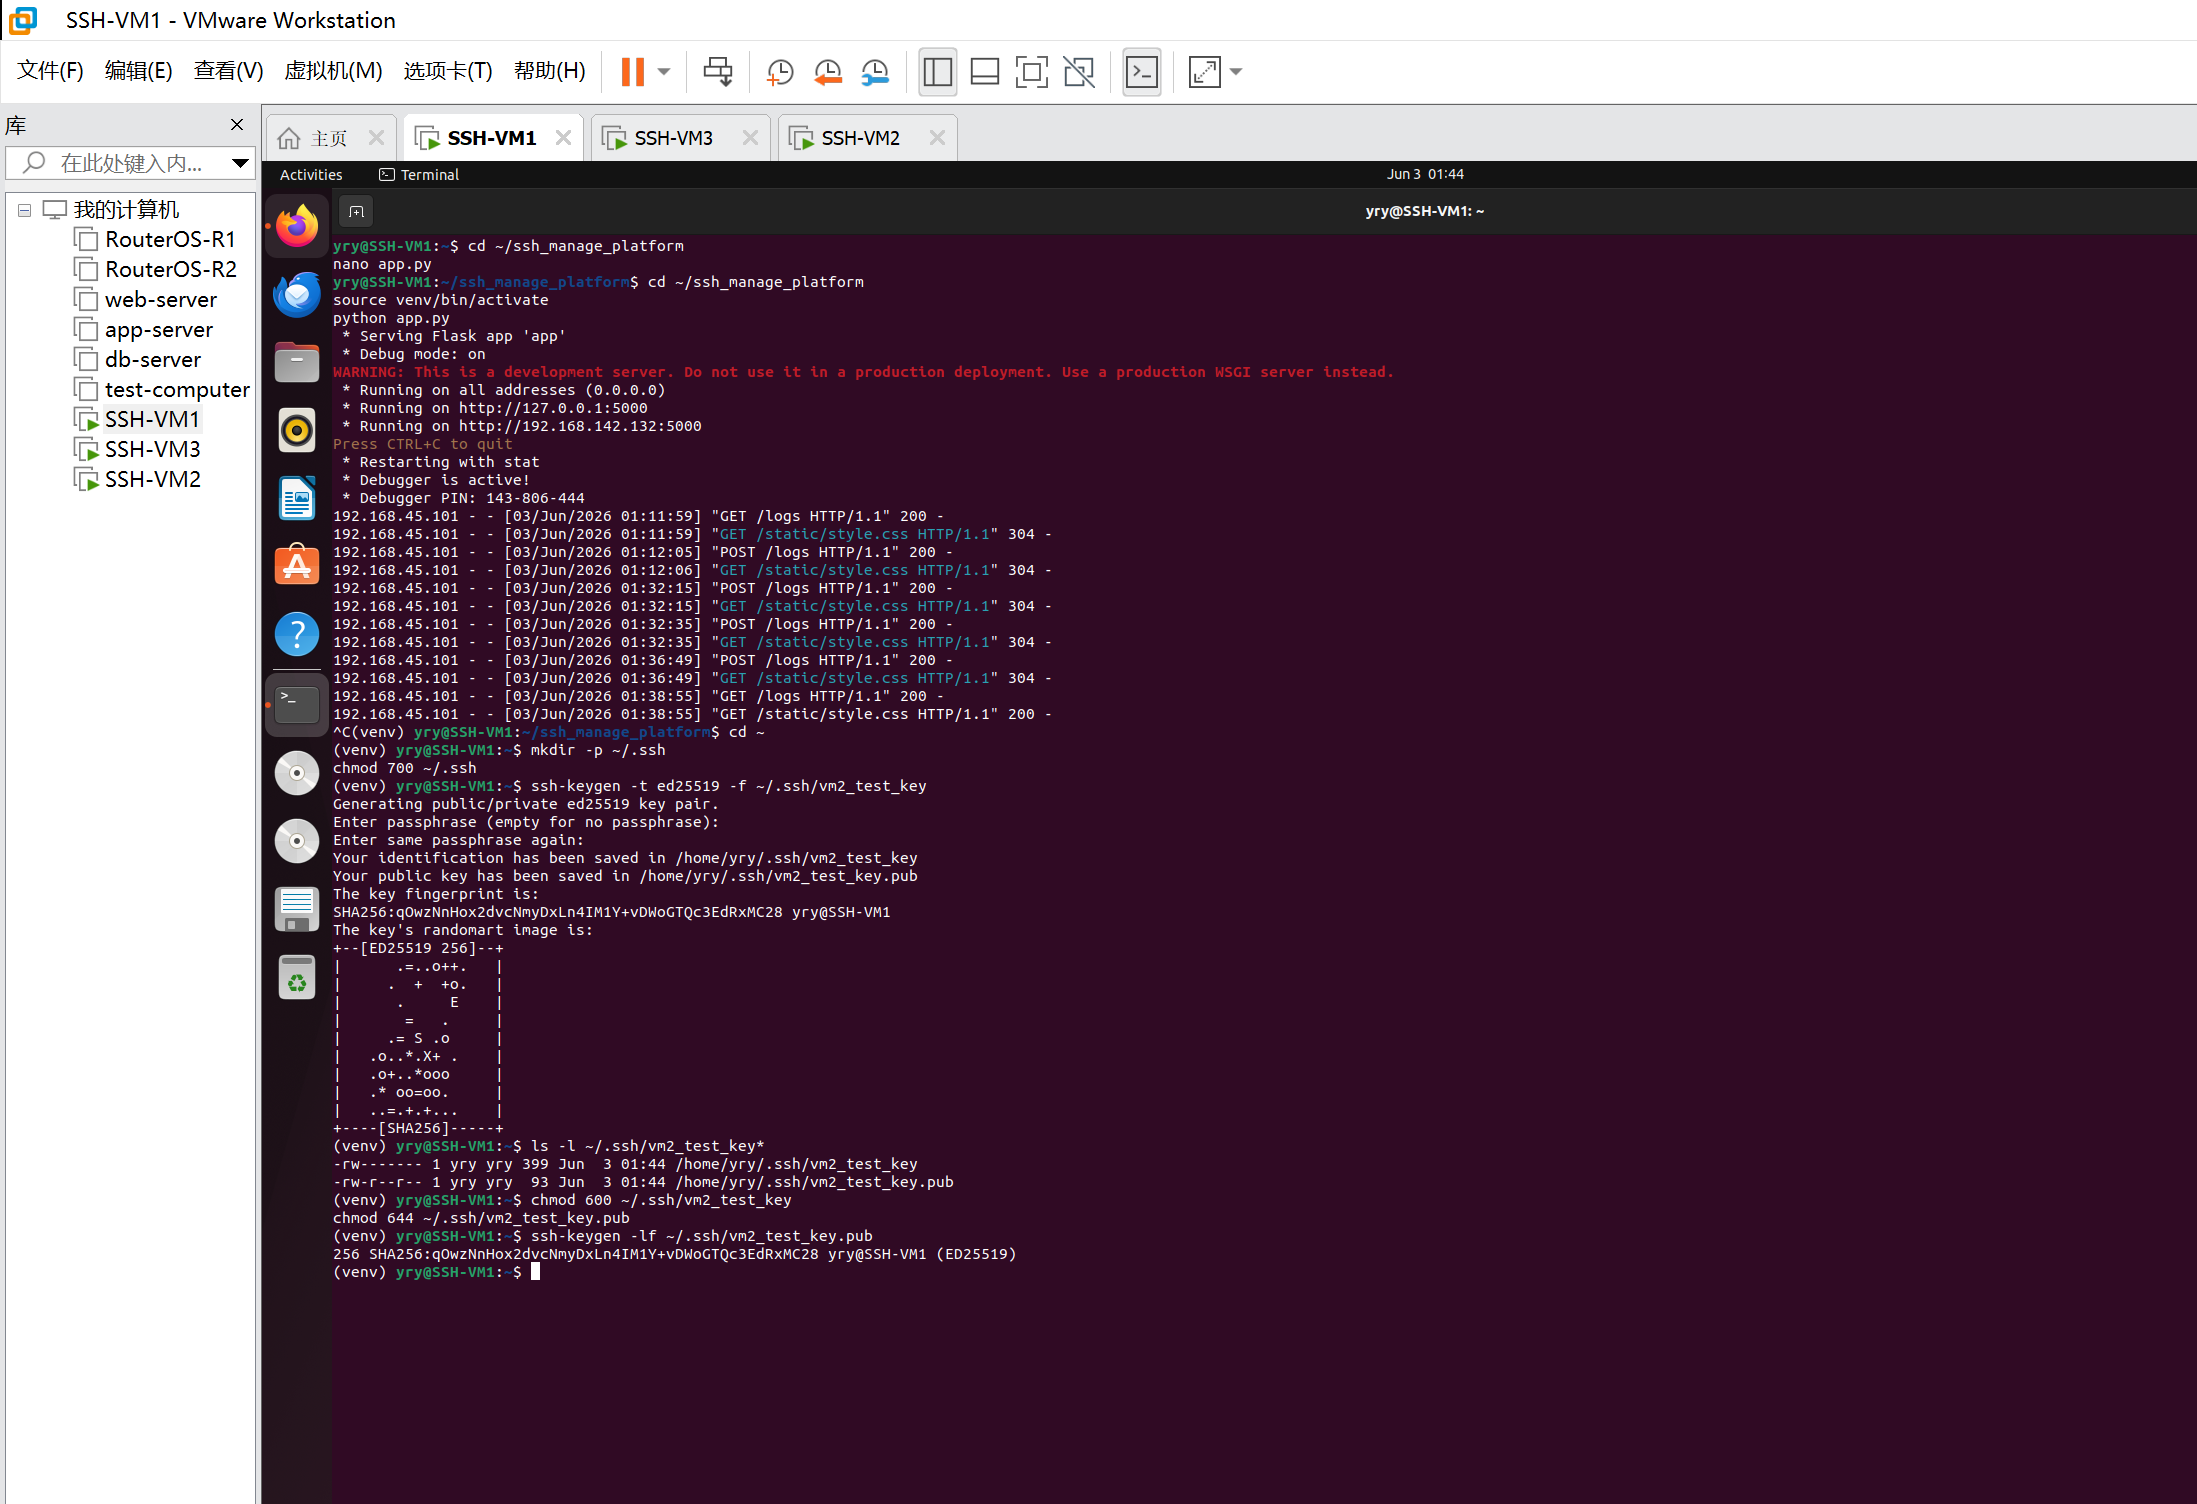 SSH-VM1 - VMware Workstation
文件(F) 编辑(E) 查看(V) 虚拟机(M) 选项卡(T) 帮助(H)
库
在此处键入内...
我的计算机
RouterOS-R1
RouterOS-R2
web-server
app-server
db-server
test-computer
SSH-VM1
SSH-VM3
SSH-VM2
主页 SSH-VM1 SSH-VM3 SSH-VM2
Activities Terminal Jun 3 01:44
yry@SSH-VM1: ~
yry@SSH-VM1:~$ cd ~/ssh_manage_platform
nano app.py
yry@SSH-VM1:~/ssh_manage_platform$ cd ~/ssh_manage_platform
source venv/bin/activate
python app.py
 * Serving Flask app 'app'
 * Debug mode: on
WARNING: This is a development server. Do not use it in a production deployment. Use a production WSGI server instead.
 * Running on all addresses (0.0.0.0)
 * Running on http://127.0.0.1:5000
 * Running on http://192.168.142.132:5000
Press CTRL+C to quit
 * Restarting with stat
 * Debugger is active!
 * Debugger PIN: 143-806-444
192.168.45.101 - - [03/Jun/2026 01:11:59] "GET /logs HTTP/1.1" 200 -
192.168.45.101 - - [03/Jun/2026 01:11:59] "GET /static/style.css HTTP/1.1" 304 -
192.168.45.101 - - [03/Jun/2026 01:12:05] "POST /logs HTTP/1.1" 200 -
192.168.45.101 - - [03/Jun/2026 01:12:06] "GET /static/style.css HTTP/1.1" 304 -
192.168.45.101 - - [03/Jun/2026 01:32:15] "POST /logs HTTP/1.1" 200 -
192.168.45.101 - - [03/Jun/2026 01:32:15] "GET /static/style.css HTTP/1.1" 304 -
192.168.45.101 - - [03/Jun/2026 01:32:35] "POST /logs HTTP/1.1" 200 -
192.168.45.101 - - [03/Jun/2026 01:32:35] "GET /static/style.css HTTP/1.1" 304 -
192.168.45.101 - - [03/Jun/2026 01:36:49] "POST /logs HTTP/1.1" 200 -
192.168.45.101 - - [03/Jun/2026 01:36:49] "GET /static/style.css HTTP/1.1" 304 -
192.168.45.101 - - [03/Jun/2026 01:38:55] "GET /logs HTTP/1.1" 200 -
192.168.45.101 - - [03/Jun/2026 01:38:55] "GET /static/style.css HTTP/1.1" 200 -
^C(venv) yry@SSH-VM1:~/ssh_manage_platform$ cd ~
(venv) yry@SSH-VM1:~$ mkdir -p ~/.ssh
chmod 700 ~/.ssh
(venv) yry@SSH-VM1:~$ ssh-keygen -t ed25519 -f ~/.ssh/vm2_test_key
Generating public/private ed25519 key pair.
Enter passphrase (empty for no passphrase):
Enter same passphrase again:
Your identification has been saved in /home/yry/.ssh/vm2_test_key
Your public key has been saved in /home/yry/.ssh/vm2_test_key.pub
The key fingerprint is:
SHA256:qOwzNnHox2dvcNmyDxLn4IM1Y+vDWoGTQc3EdRxMC28 yry@SSH-VM1
The key's randomart image is:
+--[ED25519 256]--+
|      .=..o++.   |
|     .  +  +o.   |
|      .     E    |
|       =   .     |
|     .= S .o     |
|   .o..*.X+ .    |
|   .o+..*ooo     |
|   .* oo=oo.     |
|   ..=.+.+...    |
+----[SHA256]-----+
(venv) yry@SSH-VM1:~$ ls -l ~/.ssh/vm2_test_key*
-rw------- 1 yry yry 399 Jun  3 01:44 /home/yry/.ssh/vm2_test_key
-rw-r--r-- 1 yry yry  93 Jun  3 01:44 /home/yry/.ssh/vm2_test_key.pub
(venv) yry@SSH-VM1:~$ chmod 600 ~/.ssh/vm2_test_key
chmod 644 ~/.ssh/vm2_test_key.pub
(venv) yry@SSH-VM1:~$ ssh-keygen -lf ~/.ssh/vm2_test_key.pub
256 SHA256:qOwzNnHox2dvcNmyDxLn4IM1Y+vDWoGTQc3EdRxMC28 yry@SSH-VM1 (ED25519)
(venv) yry@SSH-VM1:~$